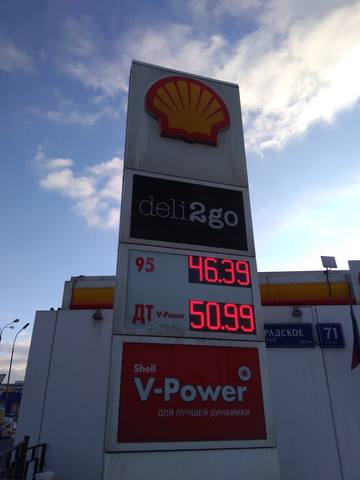 deli2go
95 46.39
ДТ V-Power 50.99
РАДСКОЕ 71
Shell
V-Power
ДЛЯ ЛУЧШЕЙ ДИНАМИКИ